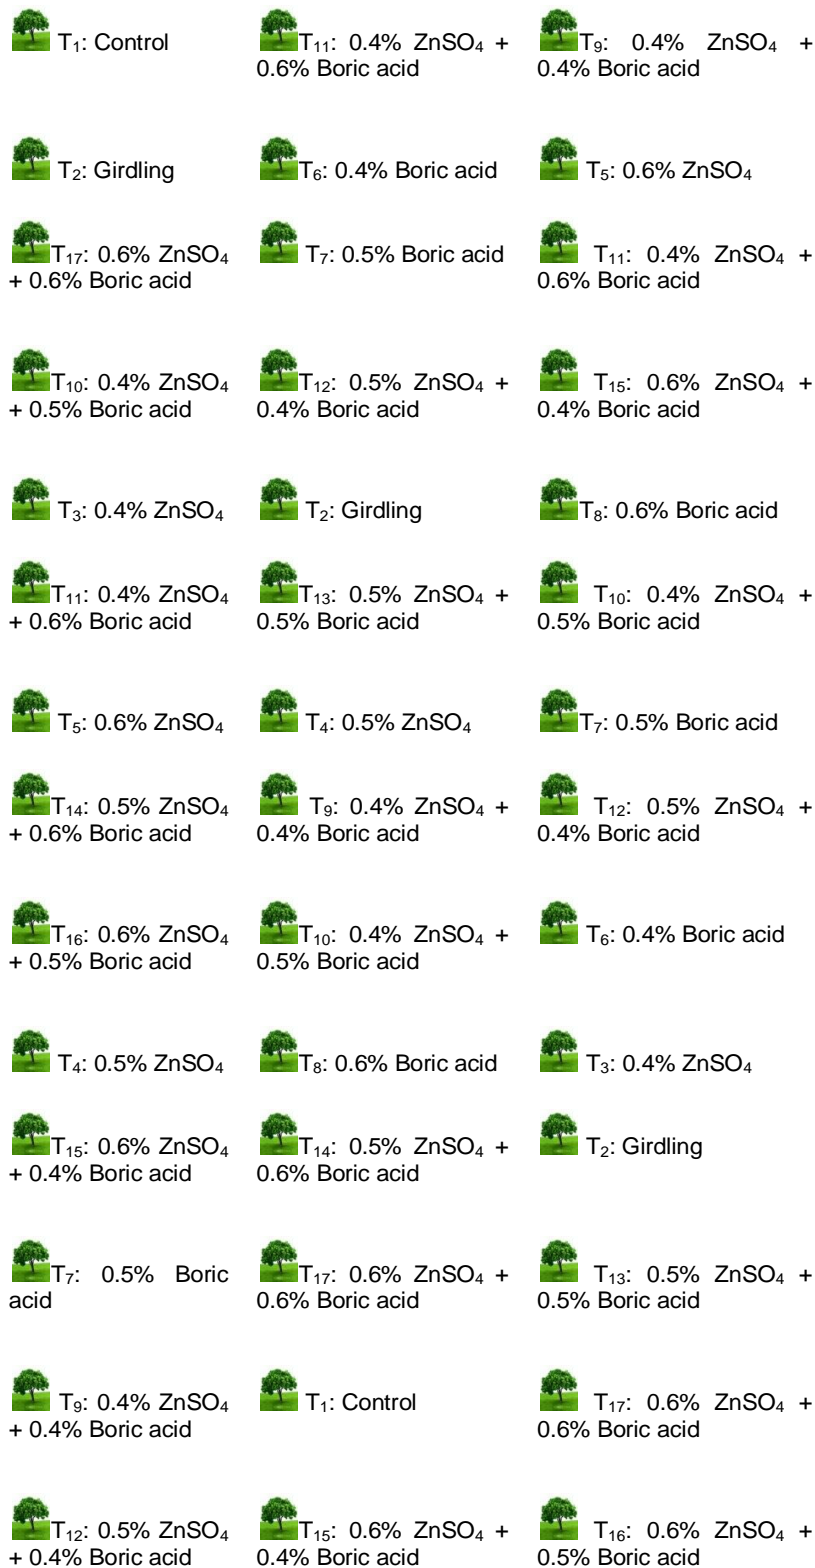 T₁: Control
T₁₁: 0.4% ZnSO₄ +
0.6% Boric acid
T₉: 0.4% ZnSO₄ +
0.4% Boric acid
T₂: Girdling
T₆: 0.4% Boric acid
T₅: 0.6% ZnSO₄
T₁₇: 0.6% ZnSO₄
+ 0.6% Boric acid
T₇: 0.5% Boric acid
T₁₁: 0.4% ZnSO₄ +
0.6% Boric acid
T₁₀: 0.4% ZnSO₄
+ 0.5% Boric acid
T₁₂: 0.5% ZnSO₄ +
0.4% Boric acid
T₁₅: 0.6% ZnSO₄ +
0.4% Boric acid
T₃: 0.4% ZnSO₄
T₂: Girdling
T₈: 0.6% Boric acid
T₁₁: 0.4% ZnSO₄
+ 0.6% Boric acid
T₁₃: 0.5% ZnSO₄ +
0.5% Boric acid
T₁₀: 0.4% ZnSO₄ +
0.5% Boric acid
T₅: 0.6% ZnSO₄
T₄: 0.5% ZnSO₄
T₇: 0.5% Boric acid
T₁₄: 0.5% ZnSO₄
+ 0.6% Boric acid
T₉: 0.4% ZnSO₄ +
0.4% Boric acid
T₁₂: 0.5% ZnSO₄ +
0.4% Boric acid
T₁₆: 0.6% ZnSO₄
+ 0.5% Boric acid
T₁₀: 0.4% ZnSO₄ +
0.5% Boric acid
T₆: 0.4% Boric acid
T₄: 0.5% ZnSO₄
T₈: 0.6% Boric acid
T₃: 0.4% ZnSO₄
T₁₅: 0.6% ZnSO₄
+ 0.4% Boric acid
T₁₄: 0.5% ZnSO₄ +
0.6% Boric acid
T₂: Girdling
T₇: 0.5% Boric
acid
T₁₇: 0.6% ZnSO₄ +
0.6% Boric acid
T₁₃: 0.5% ZnSO₄ +
0.5% Boric acid
T₉: 0.4% ZnSO₄
+ 0.4% Boric acid
T₁: Control
T₁₇: 0.6% ZnSO₄ +
0.6% Boric acid
T₁₂: 0.5% ZnSO₄
+ 0.4% Boric acid
T₁₅: 0.6% ZnSO₄ +
0.4% Boric acid
T₁₆: 0.6% ZnSO₄ +
0.5% Boric acid